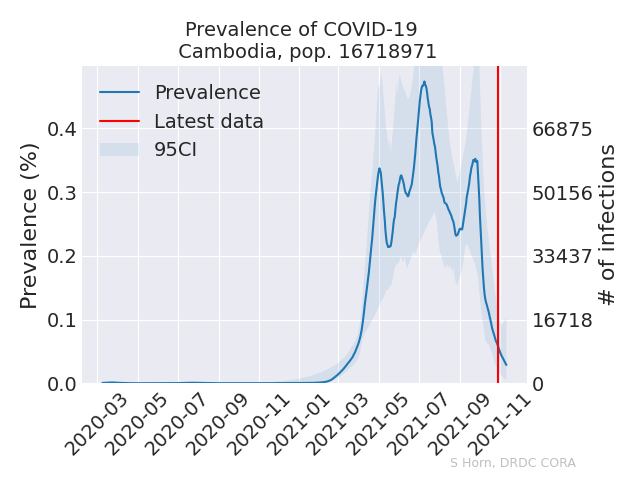 Prevalence of COVID-19
Cambodia, pop. 16718971
Prevalence
Latest data
95CI
Prevalence (%)
0.4
0.3
0.2
0.1
0.0
66875
50156
33437
16718
0
# of infections
2020-03
2020-05
2020-07
2020-09
2020-11
2021-01
2021-03
2021-05
2021-07
2021-09
2021-11
S Horn, DRDC CORA